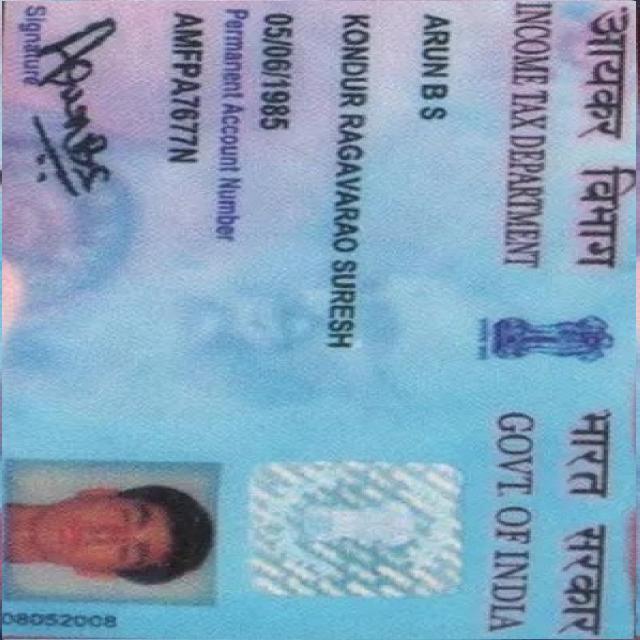 आयकर विभाग
INCOME TAX DEPARTMENT
भारत सरकार
GOVT. OF INDIA
ARUN B S
KONDUR RAGAVARAO SURESH
05/06/1985
Permanent Account Number
AMFPA7677N
Signature
08052008